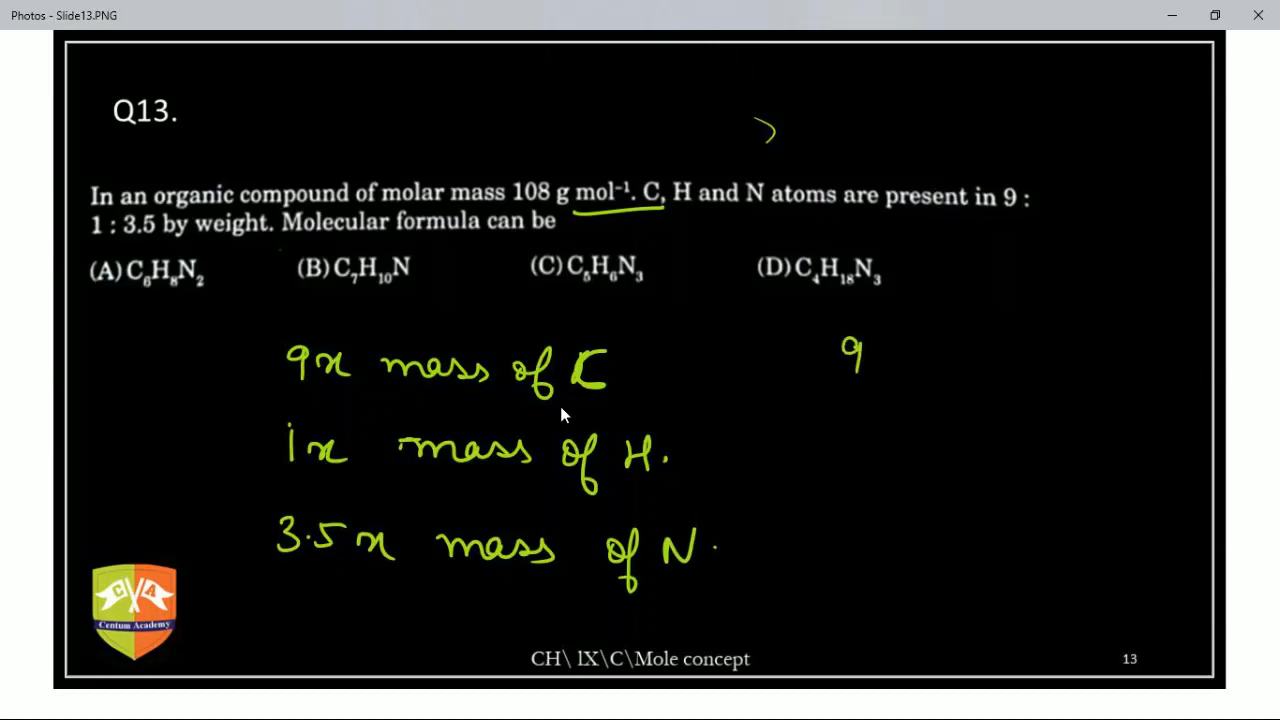 Photos - Slide13.PNG
Q13.
In an organic compound of molar mass 108 g mol⁻¹. C, H and N atoms are present in 9 :
1 : 3.5 by weight. Molecular formula can be
(A) C₆H₈N₂ (B) C₇H₁₀N (C) C₅H₆N₃ (D) C₄H₁₈N₃
9x mass of C 9
1x mass of H.
3.5x mass of N.
C A
Centum Academy
CH\ lX\C\Mole concept 13